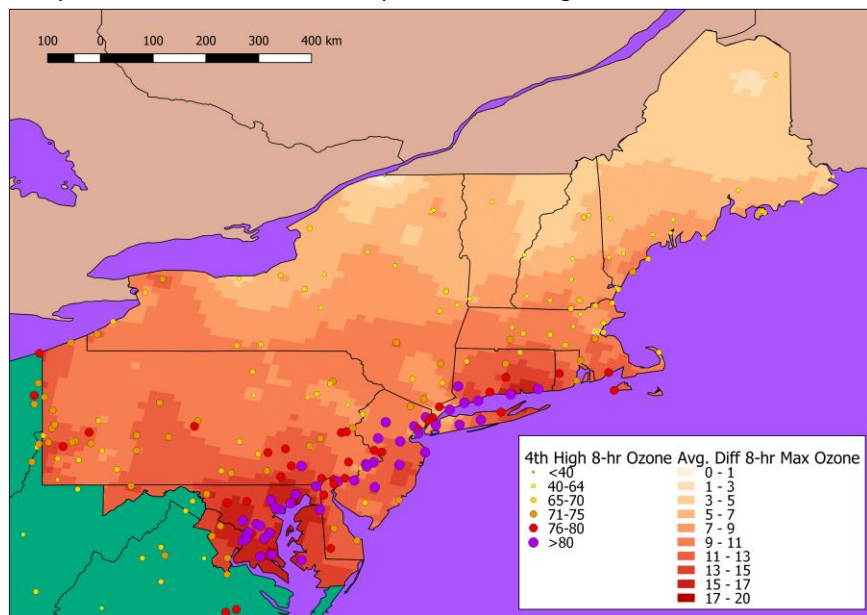 100 0 100 200 300 400 km
4th High 8-hr Ozone
<40
40-64
65-70
71-75
76-80
>80
Avg. Diff 8-hr Max Ozone
0 - 1
1 - 3
3 - 5
5 - 7
7 - 9
9 - 11
11 - 13
13 - 15
15 - 17
17 - 20